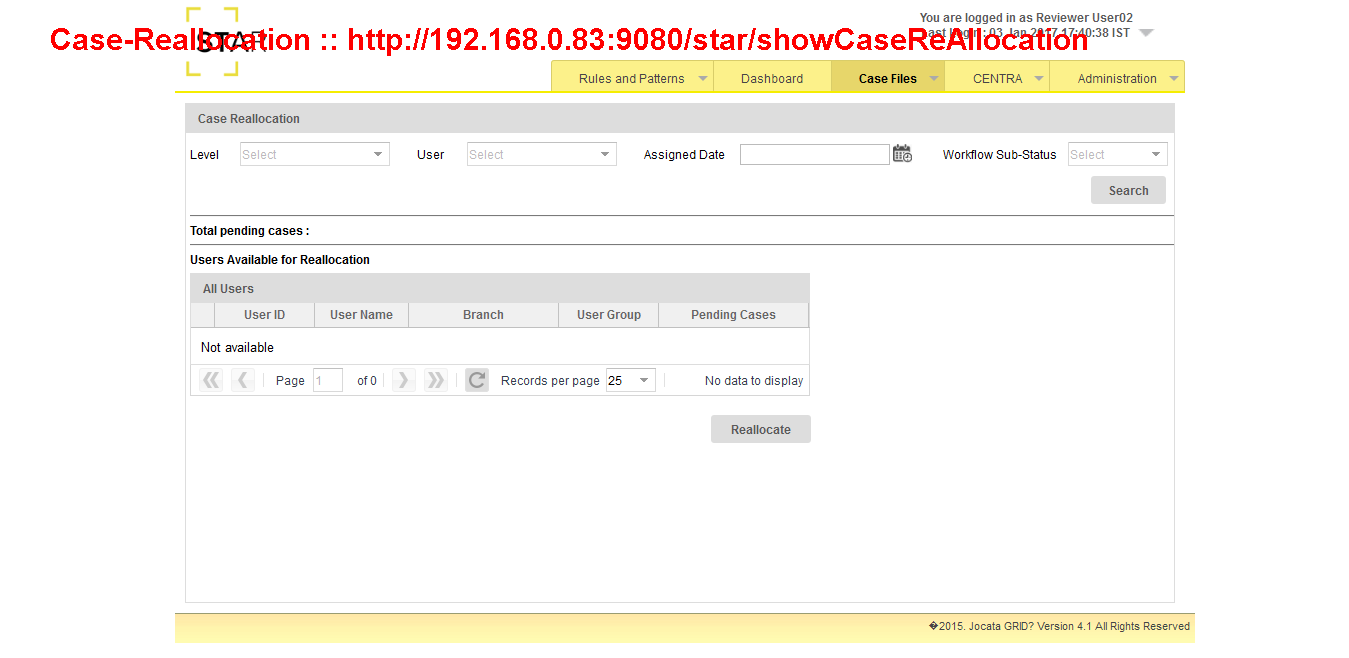 You are logged in as Reviewer User02
STAR
Case-Reallocation :: http://192.168.0.83:9080/star/showCaseReAllocation
Last Login : 03 Jan 2017 17:40:38 IST
Rules and Patterns Dashboard Case Files CENTRA Administration
Case Reallocation
Level Select User Select Assigned Date Workflow Sub-Status Select
Search
Total pending cases :
Users Available for Reallocation
All Users
User ID User Name Branch User Group Pending Cases
Not available
Page 1 of 0 Records per page 25 No data to display
Reallocate
�2015. Jocata GRID? Version 4.1 All Rights Reserved